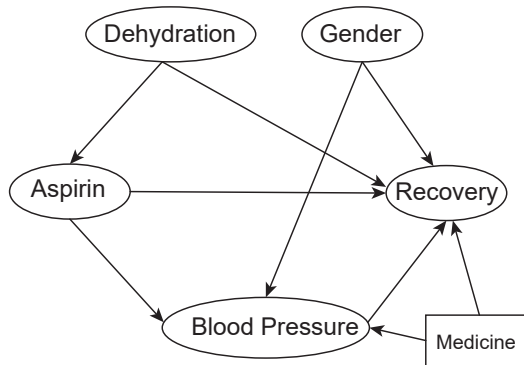 Dehydration
Gender
Aspirin
Recovery
Blood Pressure
Medicine